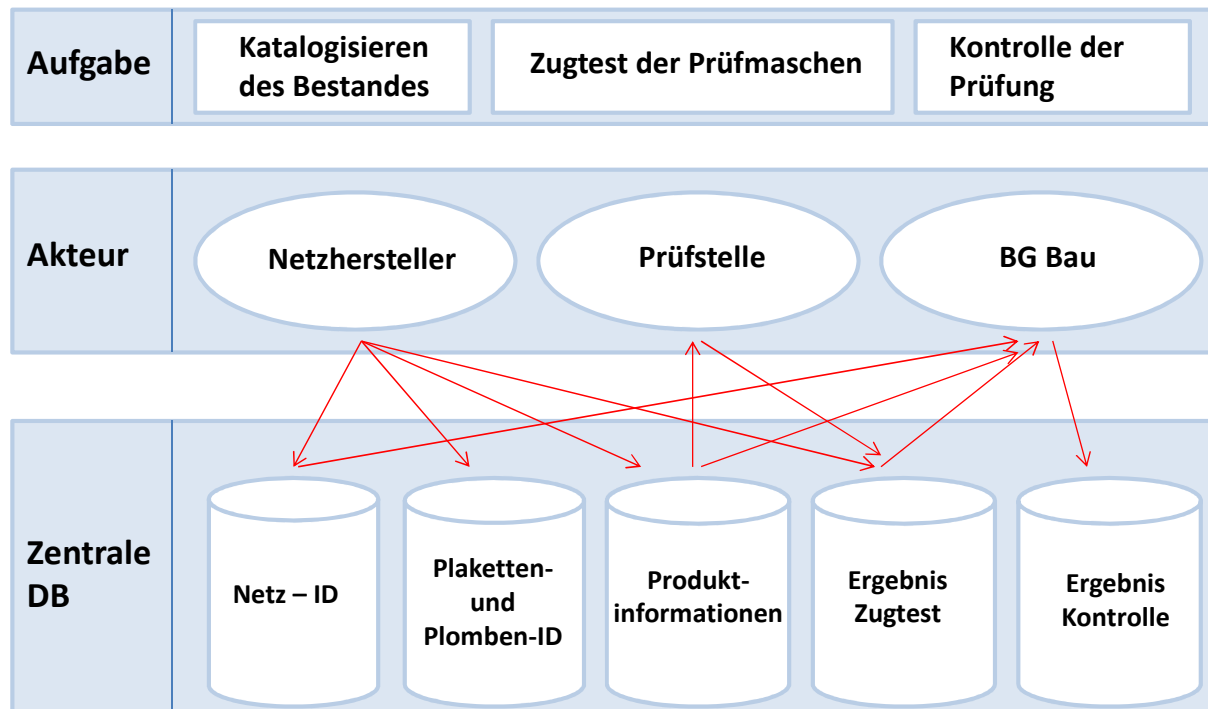 Aufgabe
Katalogisieren
des Bestandes
Zugtest der Prüfmaschen
Kontrolle der
Prüfung
Akteur
Netzhersteller
Prüfstelle
BG Bau
Zentrale
DB
Netz – ID
Plaketten-
und
Plomben-ID
Produkt-
informationen
Ergebnis
Zugtest
Ergebnis
Kontrolle